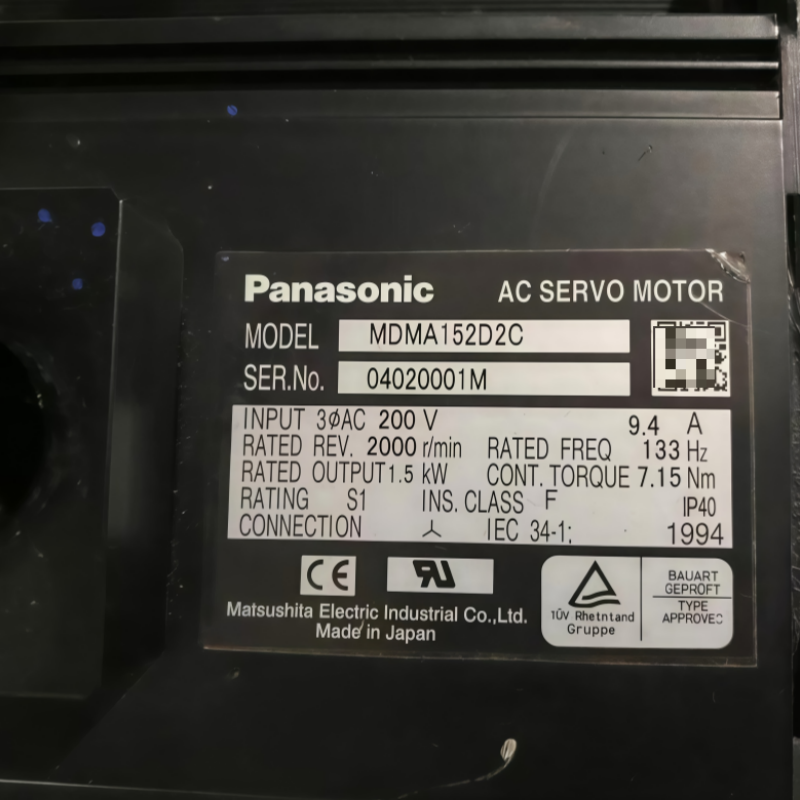 Panasonic AC SERVO MOTOR
MODEL MDMA152D2C
SER.No. 04020001M
INPUT 3ϕAC 200 V 9.4 A
RATED REV. 2000 r/min RATED FREQ 133 Hz
RATED OUTPUT 1.5 kW CONT. TORQUE 7.15 Nm
RATING S1 INS. CLASS F IP40
CONNECTION 人 IEC 34-1; 1994
CE RU
TÜV Rheinland
Gruppe
BAUART
GEPRÜFT
TYPE
APPROVED
Matsushita Electric Industrial Co.,Ltd.
Made in Japan